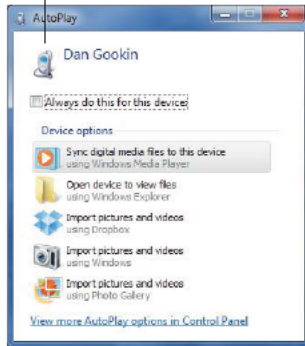 AutoPlay
Dan Gookin
Always do this for this device:
Device options
Sync digital media files to this device
using Windows Media Player
Open device to view files
using Windows Explorer
Import pictures and videos
using Dropbox
Import pictures and videos
using Windows
Import pictures and videos
using Photo Gallery
View more AutoPlay options in Control Panel